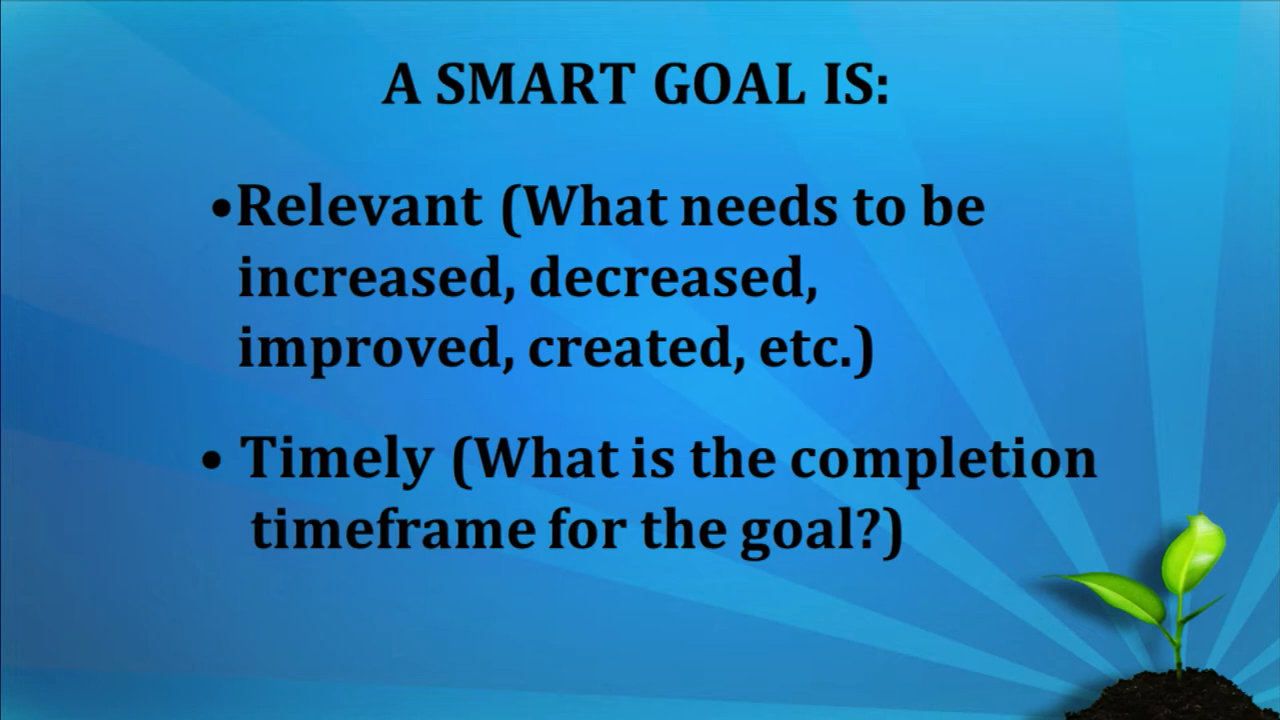 A SMART GOAL IS:
•Relevant (What needs to be
increased, decreased,
improved, created, etc.)
• Timely (What is the completion
timeframe for the goal?)